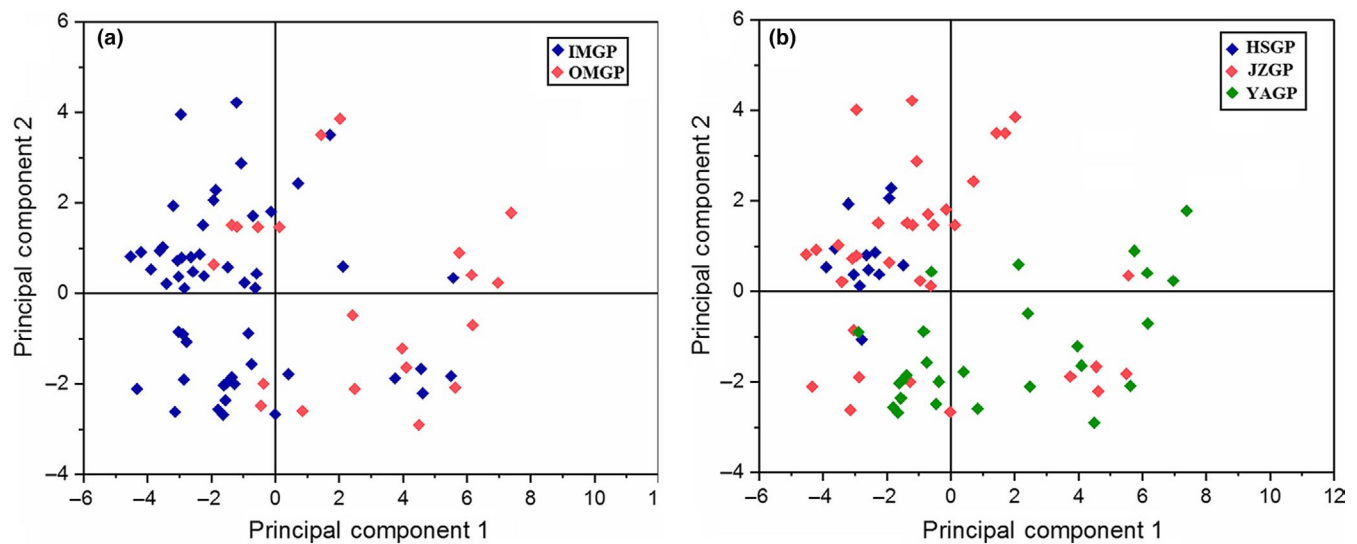 (a)
IMGP
OMGP
Principal component 2
6
4
2
0
–2
–4
–6 –4 –2 0 2 4 6 8 10 1
Principal component 1
(b)
HSGP
JZGP
YAGP
Principal component 2
6
4
2
0
–2
–4
–6 –4 –2 0 2 4 6 8 10 12
Principal component 1